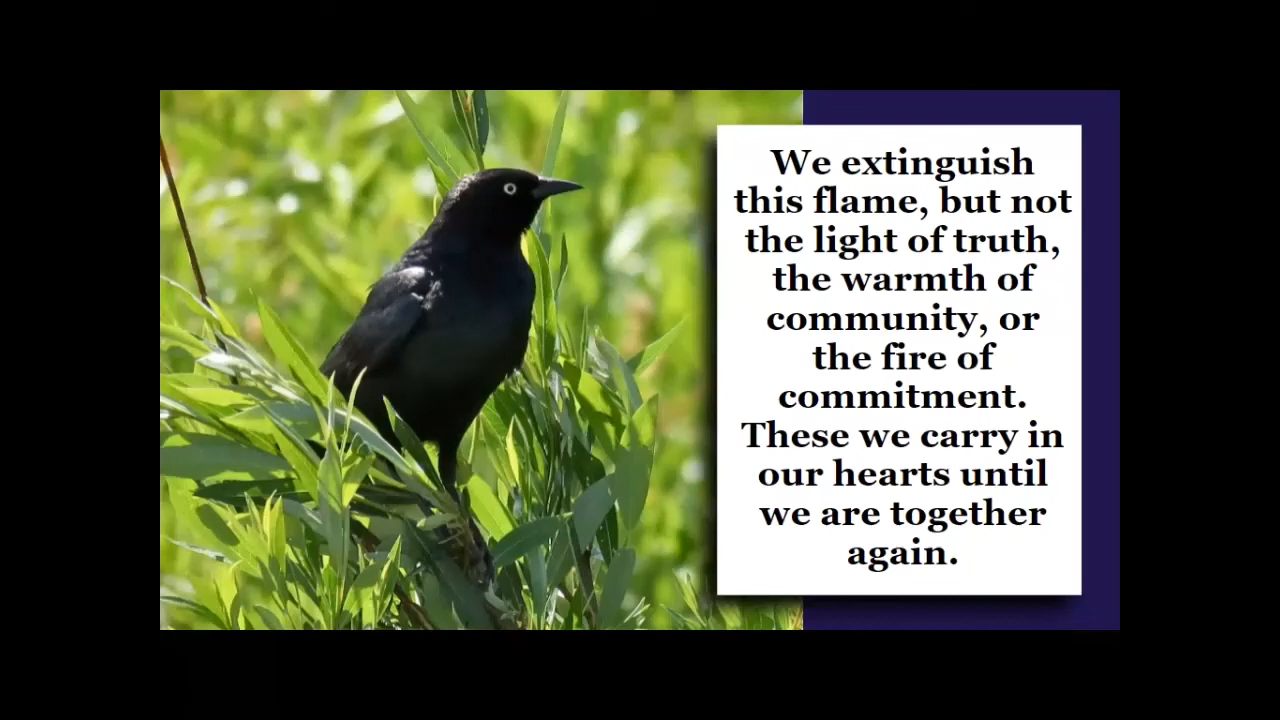 We extinguish
this flame, but not
the light of truth,
the warmth of
community, or
the fire of
commitment.
These we carry in
our hearts until
we are together
again.